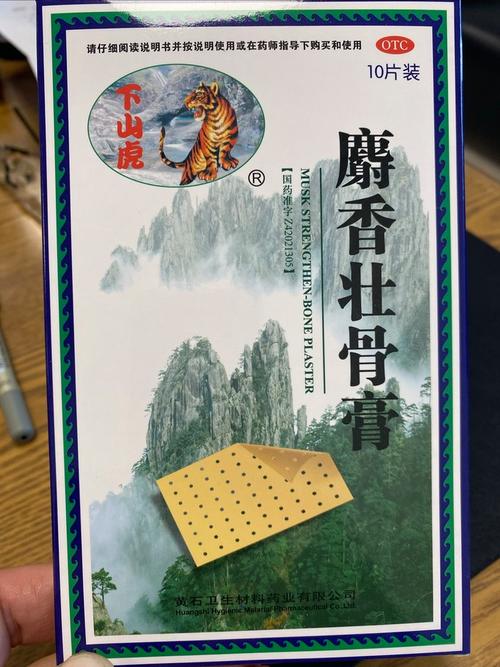 请仔细阅读说明书并按说明使用或在药师指导下购买和使用
OTC
10片装
下山虎
®
麝香壮骨膏
MUSK STRENGTHEN-BONE PLASTER
【国药准字Z42021305】
黄石卫生材料药业有限公司
Huangshi Hygienic Material Pharmaceutical Co.Ltd.